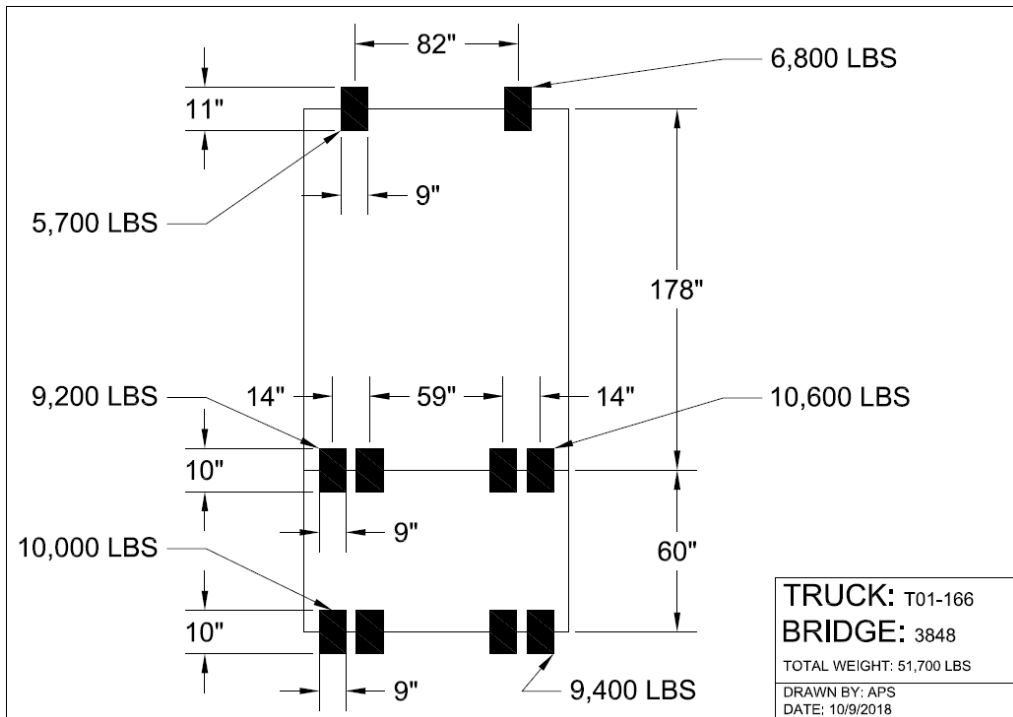 82"
6,800 LBS
11"
9"
5,700 LBS
178"
9,200 LBS
14"
59"
14"
10,600 LBS
10"
9"
60"
10,000 LBS
10"
9"
9,400 LBS
TRUCK: T01-166
BRIDGE: 3848
TOTAL WEIGHT: 51,700 LBS
DRAWN BY: APS
DATE: 10/9/2018